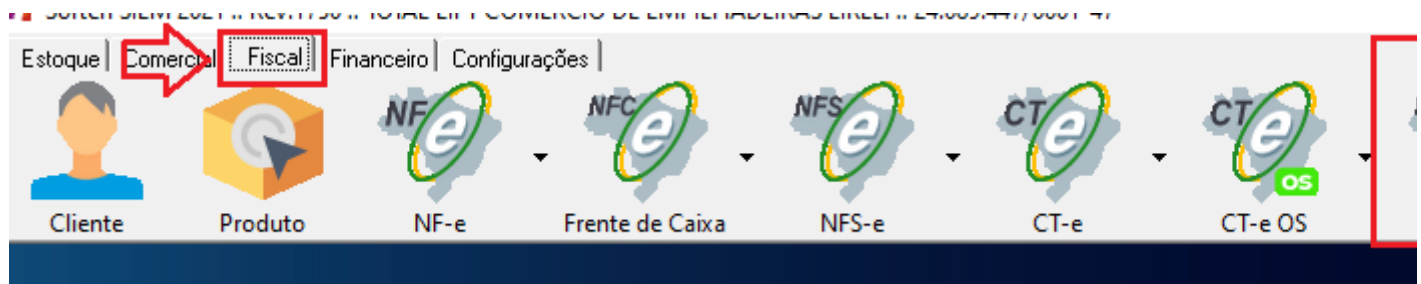 Estoque Comercial Fiscal Financeiro Configurações
NF e NFC e NFS e CT e CT e OS
Cliente Produto NF-e Frente de Caixa NFS-e CT-e CT-e OS